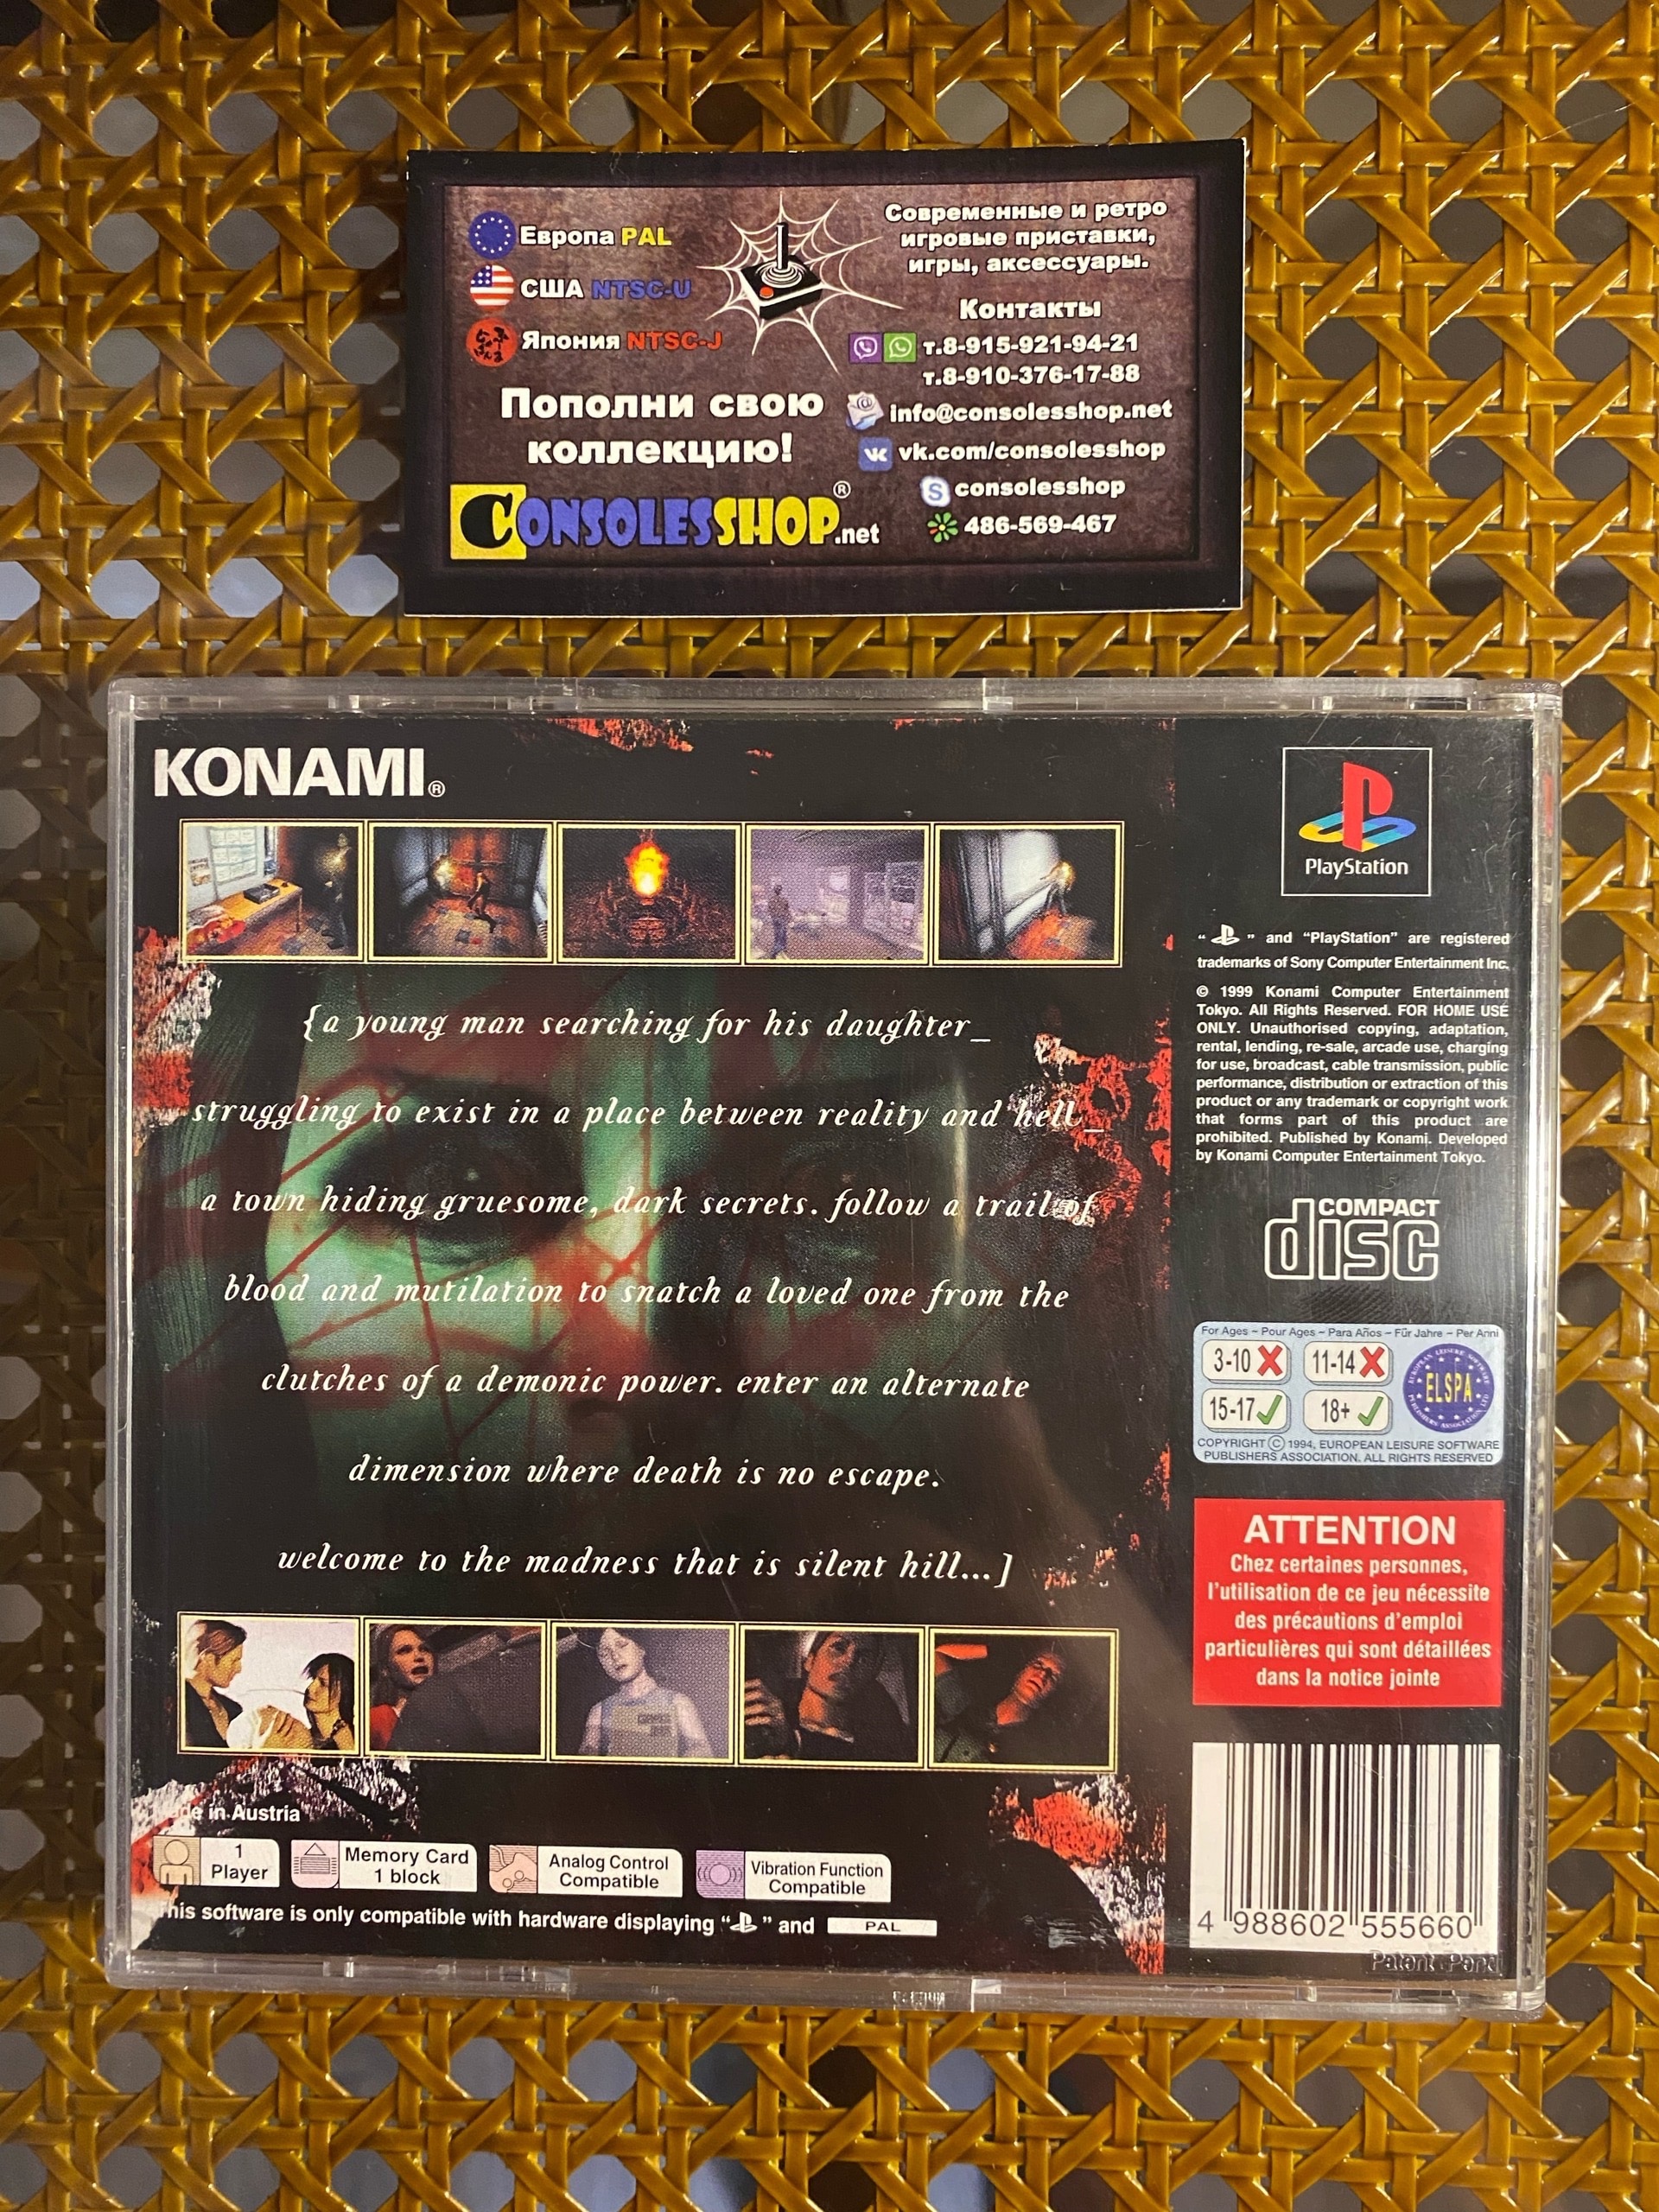 Европа PAL
США NTSC-U
Япония NTSC-J
Пополни свою
коллекцию!
CONSOLESSHOP.net®
Современные и ретро
игровые приставки,
игры, аксессуары.
Контакты
т.8-915-921-94-21
т.8-910-376-17-88
info@consolesshop.net
vk.com/consolesshop
consolesshop
486-569-467
KONAMI®
{a young man searching for his daughter_
struggling to exist in a place between reality and hell_
a town hiding gruesome, dark secrets. follow a trail of
blood and mutilation to snatch a loved one from the
clutches of a demonic power. enter an alternate
dimension where death is no escape.
welcome to the madness that is silent hill...]
in Austria
1
Player
Memory Card
1 block
Analog Control
Compatible
Vibration Function
Compatible
This software is only compatible with hardware displaying “ ” and PAL
PlayStation
“ ” and “PlayStation” are registered
trademarks of Sony Computer Entertainment Inc.
© 1999 Konami Computer Entertainment
Tokyo. All Rights Reserved. FOR HOME USE
ONLY. Unauthorised copying, adaptation,
rental, lending, re-sale, arcade use, charging
for use, broadcast, cable transmission, public
performance, distribution or extraction of this
product or any trademark or copyright work
that forms part of this product are
prohibited. Published by Konami. Developed
by Konami Computer Entertainment Tokyo.
COMPACT
disc
For Ages – Pour Ages – Para Años – Für Jahre – Per Anni
3-10 11-14
15-17 18+
ELSPA
COPYRIGHT © 1994, EUROPEAN LEISURE SOFTWARE
PUBLISHERS ASSOCIATION. ALL RIGHTS RESERVED
ATTENTION
Chez certaines personnes,
l'utilisation de ce jeu nécessite
des précautions d'emploi
particulières qui sont détaillées
dans la notice jointe
4 988602 555660